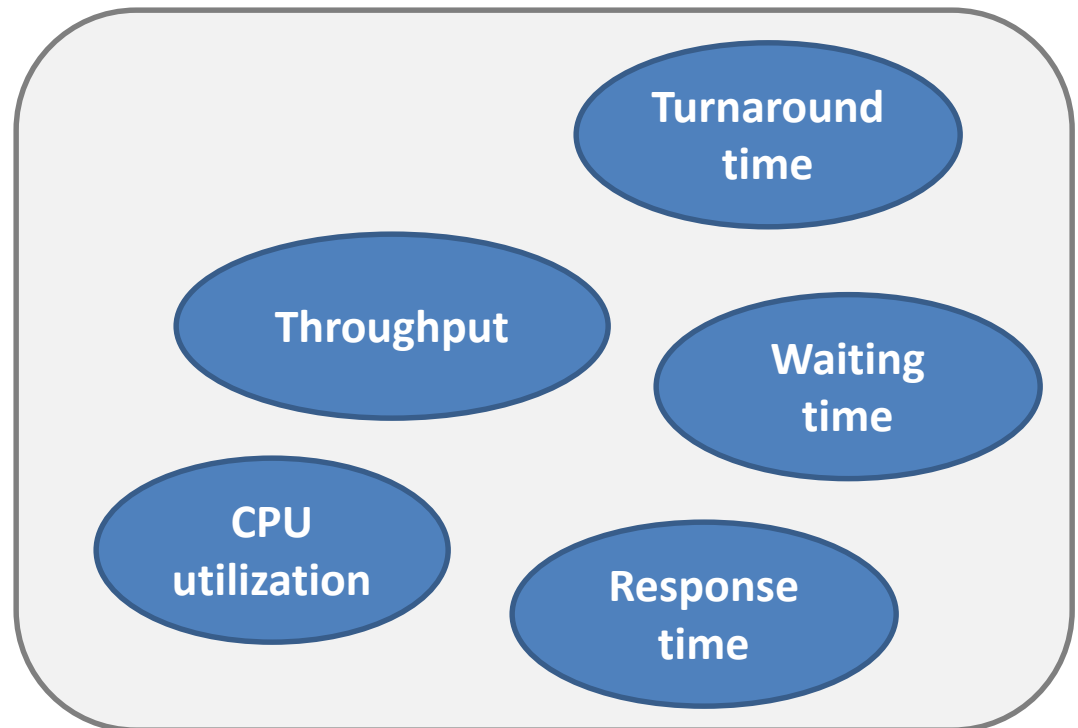 Turnaround
time
Throughput
Waiting
time
CPU
utilization
Response
time